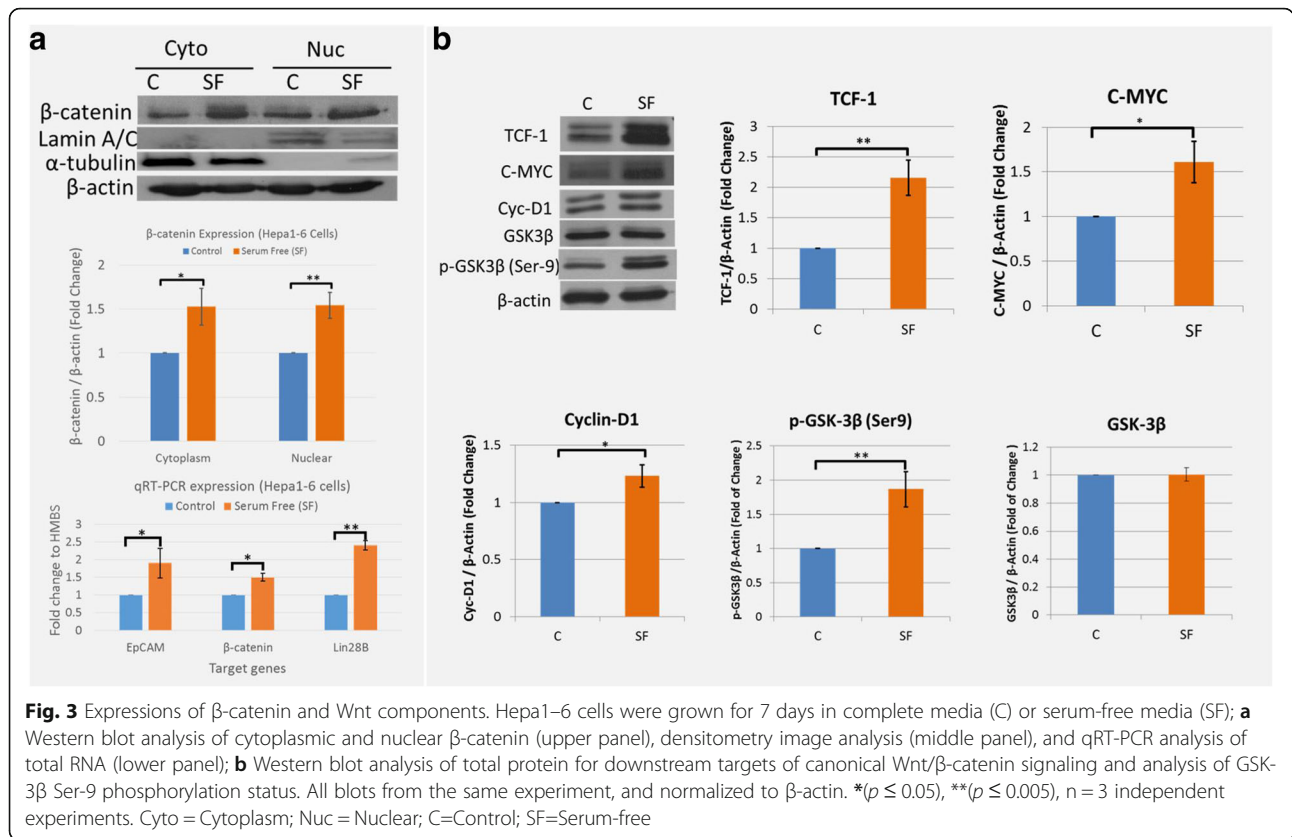 a
Cyto Nuc
C SF C SF
β-catenin
Lamin A/C
α-tubulin
β-actin
β-catenin Expression (Hepa1-6 Cells)
Control Serum Free (SF)
β-catenin / β-actin (Fold Change)
2
1.5
1
0.5
0
* **
Cytoplasm Nuclear
qRT-PCR expression (Hepa1-6 cells)
Control Serum Free (SF)
Fold change to HMBS
3
2.5
2
1.5
1
0.5
0
* * **
EpCAM β-catenin Lin28B
Target genes
b
C SF
TCF-1
C-MYC
Cyc-D1
GSK3β
p-GSK3β (Ser-9)
β-actin
TCF-1
TCF-1/β-Actin (Fold Change)
3
2.5
2
1.5
1
0.5
0
**
C SF
C-MYC
C-MYC / β-Actin (Fold Change)
2
1.5
1
0.5
0
*
C SF
Cyclin-D1
Cyc-D1 / β-Actin (Fold Change)
1.5
1
0.5
0
*
C SF
p-GSK-3β (Ser9)
p-GSK3β /β-Actin (Fold of Change)
2.5
2
1.5
1
0.5
0
**
C SF
GSK-3β
GSK3β / β-Actin (Fold of Change )
1.2
1
0.8
0.6
0.4
0.2
0
C SF
Fig. 3 Expressions of β-catenin and Wnt components. Hepa1–6 cells were grown for 7 days in complete media (C) or serum-free media (SF); a
Western blot analysis of cytoplasmic and nuclear β-catenin (upper panel), densitometry image analysis (middle panel), and qRT-PCR analysis of
total RNA (lower panel); b Western blot analysis of total protein for downstream targets of canonical Wnt/β-catenin signaling and analysis of GSK-
3β Ser-9 phosphorylation status. All blots from the same experiment, and normalized to β-actin. *(p ≤ 0.05), **(p ≤ 0.005), n = 3 independent
experiments. Cyto = Cytoplasm; Nuc = Nuclear; C=Control; SF=Serum-free